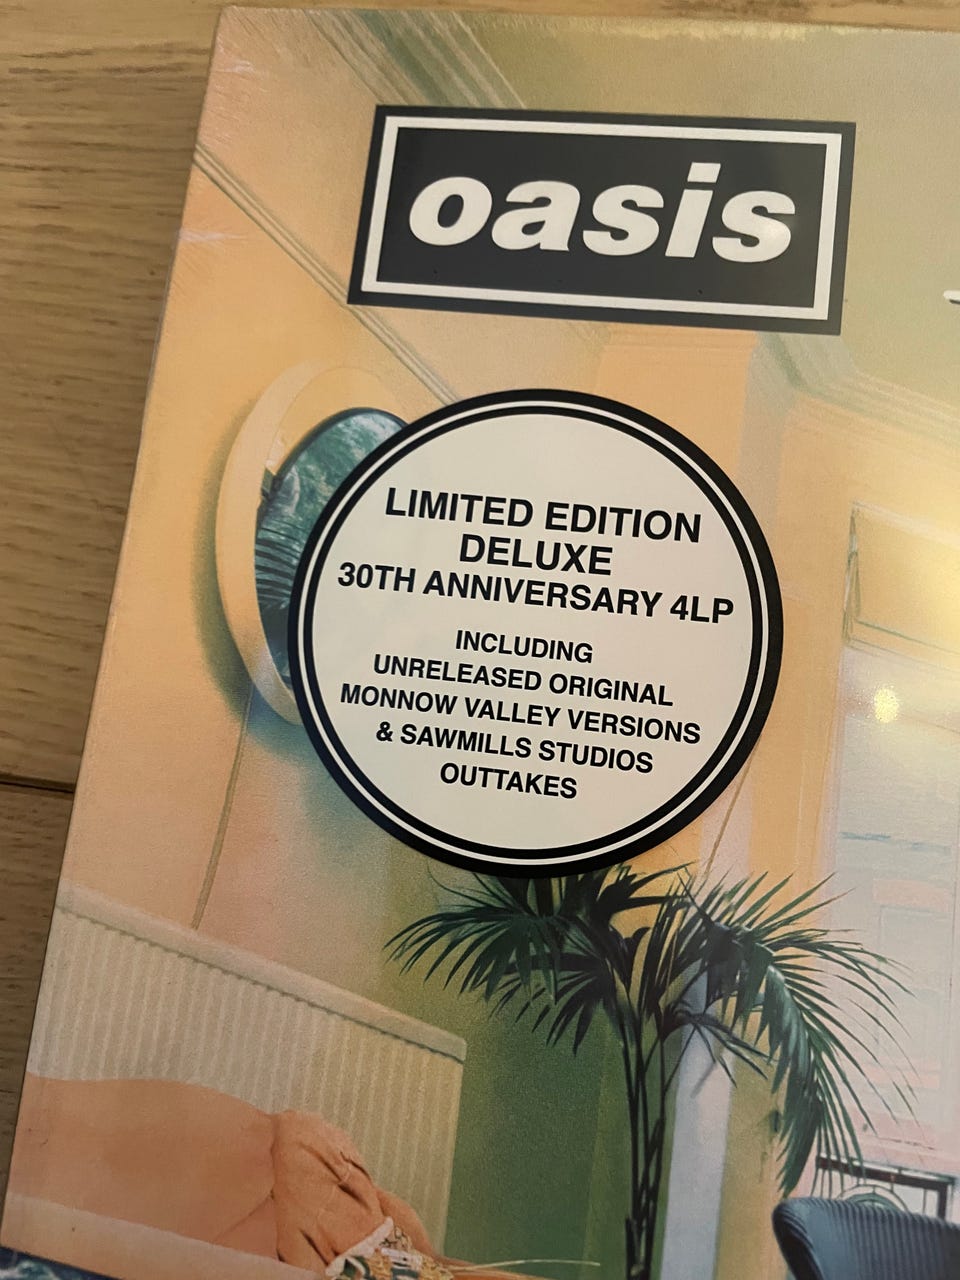 oasis
LIMITED EDITION
DELUXE
30TH ANNIVERSARY 4LP
INCLUDING
UNRELEASED ORIGINAL
MONNOW VALLEY VERSIONS
& SAWMILLS STUDIOS
OUTTAKES